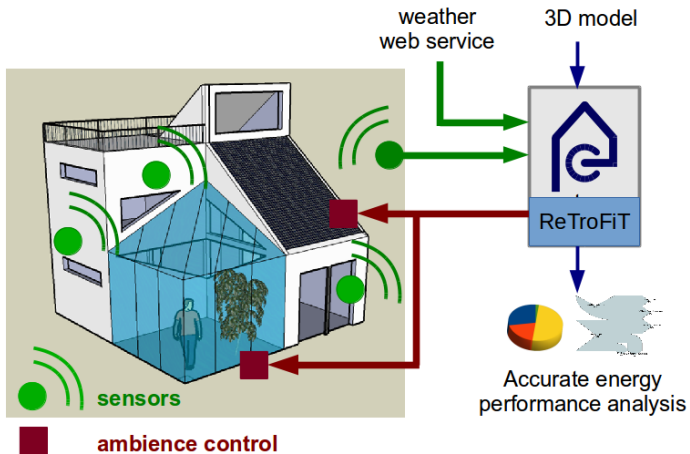 weather
web service
3D model
ReTroFiT
Accurate energy
performance analysis
sensors
ambience control